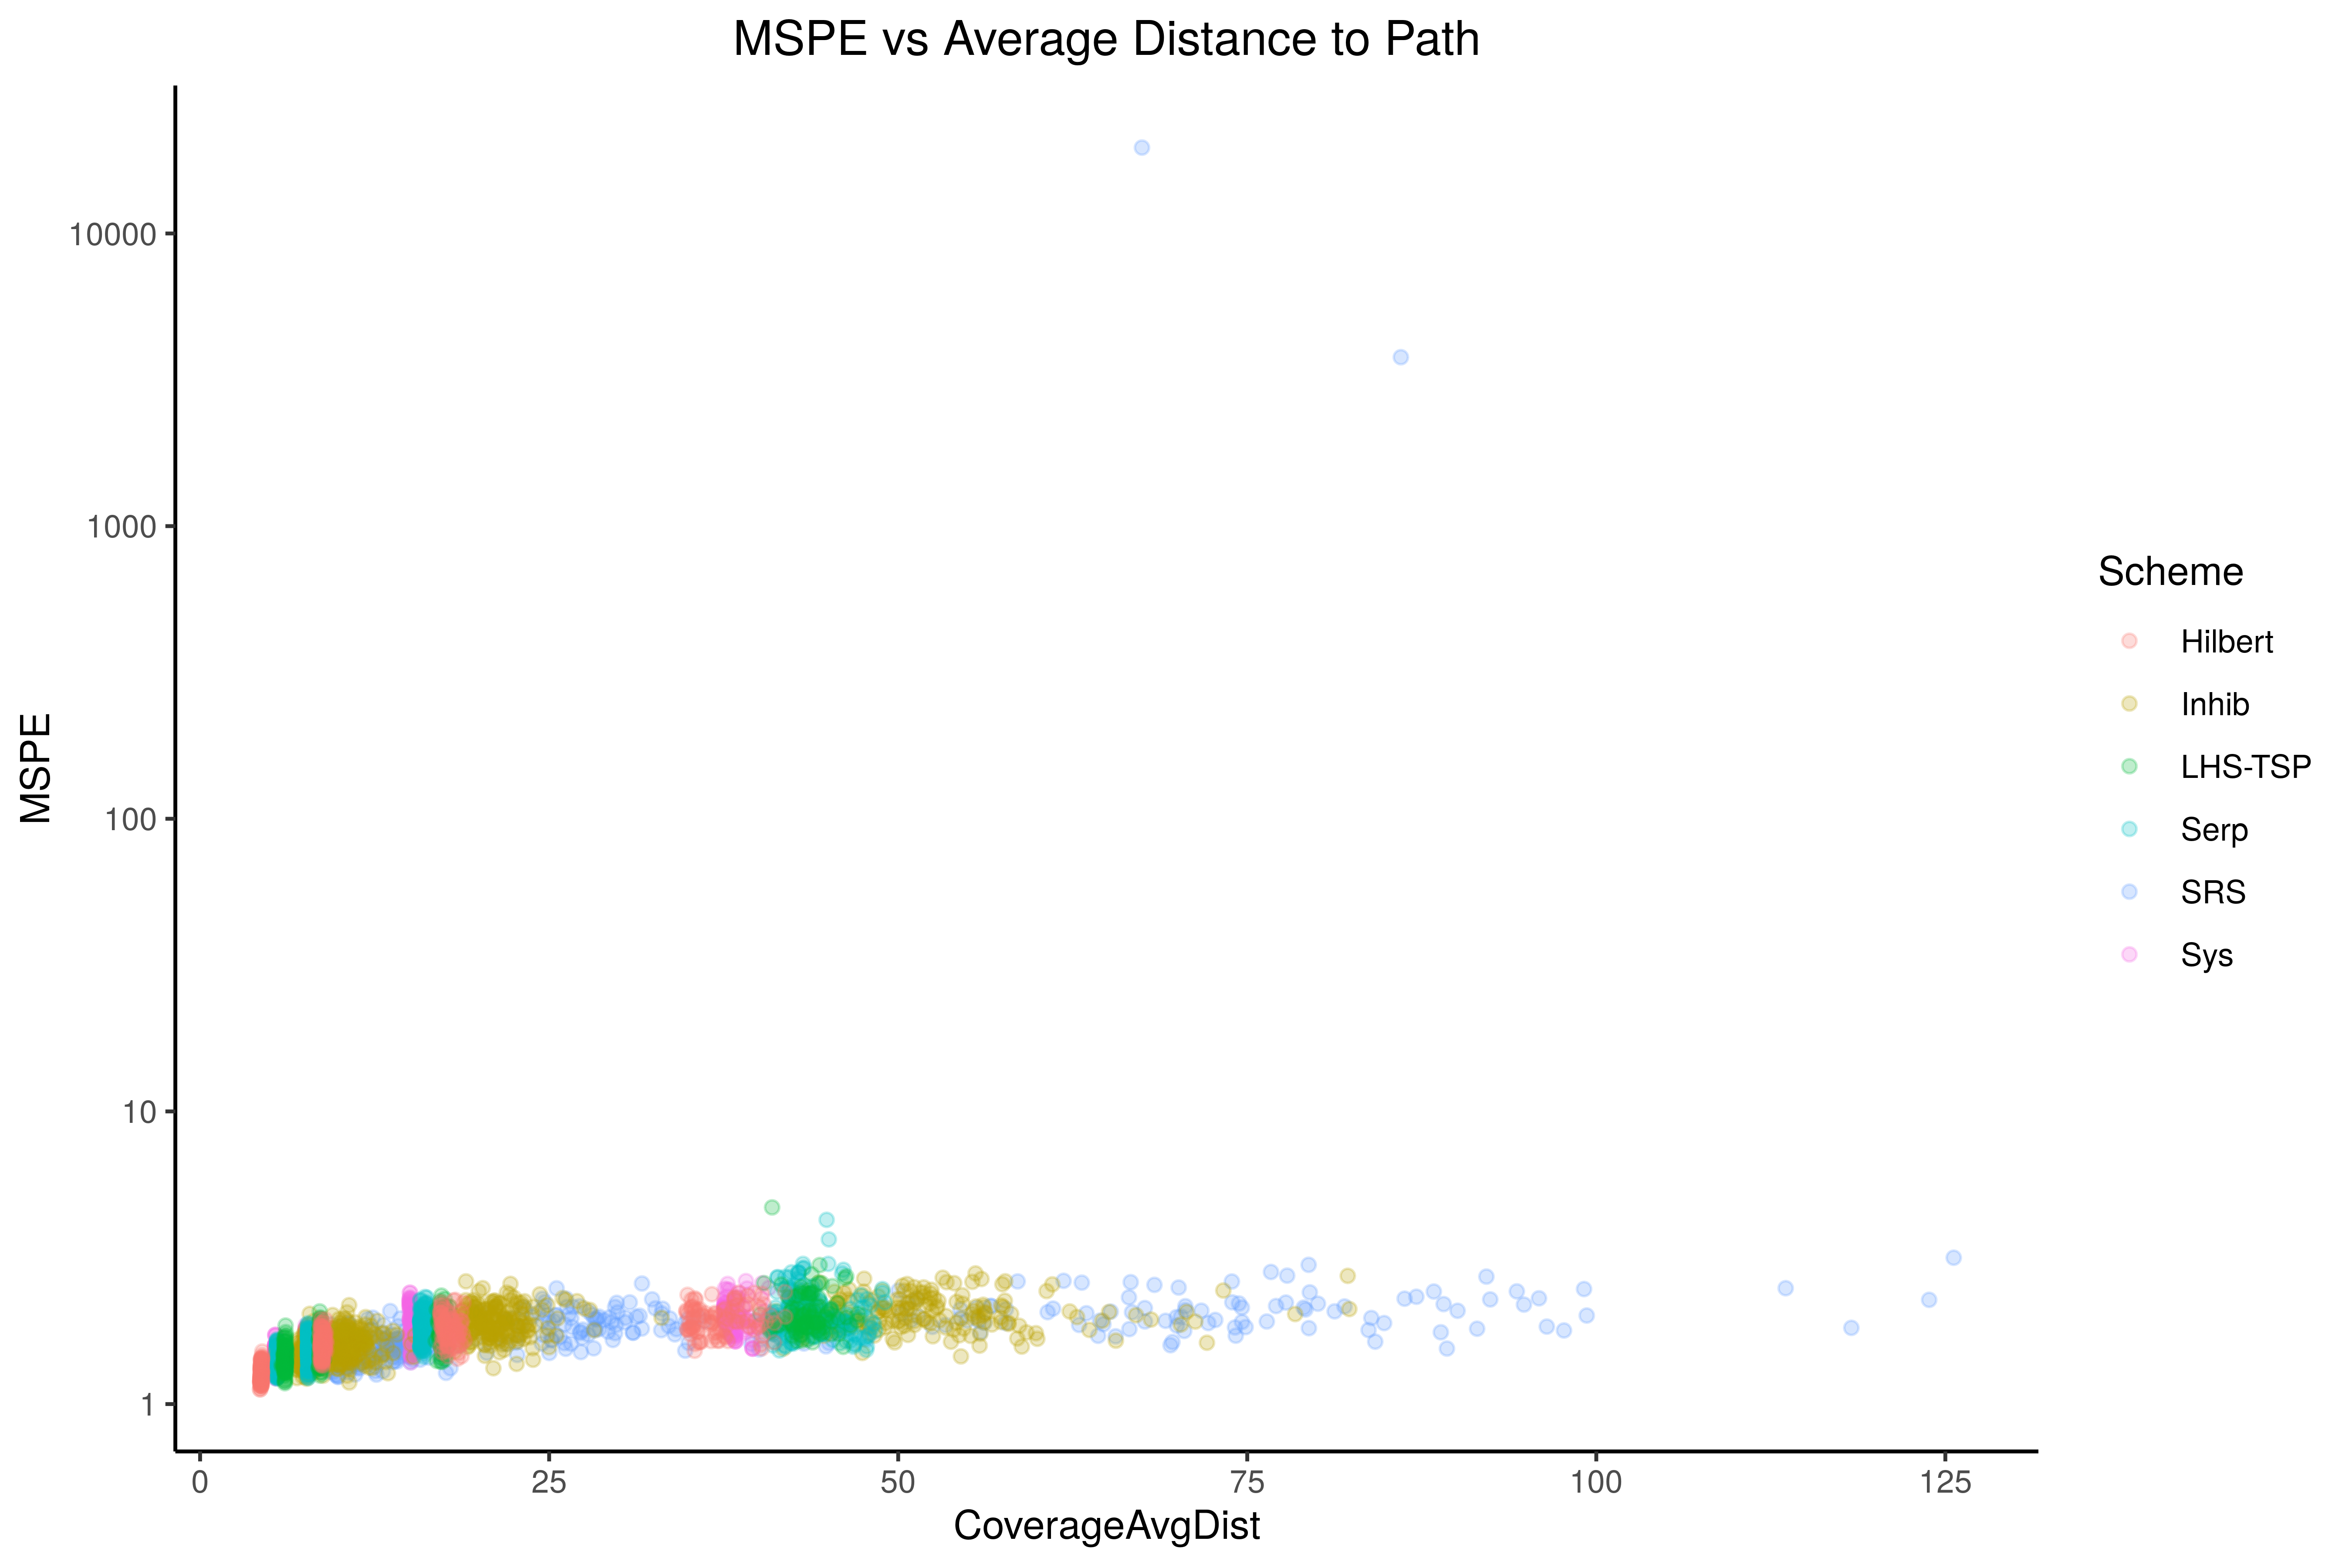 MSPE vs Average Distance to Path
MSPE
10000
1000
100
10
1
0
25
50
75
100
125
CoverageAvgDist
Scheme
Hilbert
Inhib
LHS-TSP
Serp
SRS
Sys